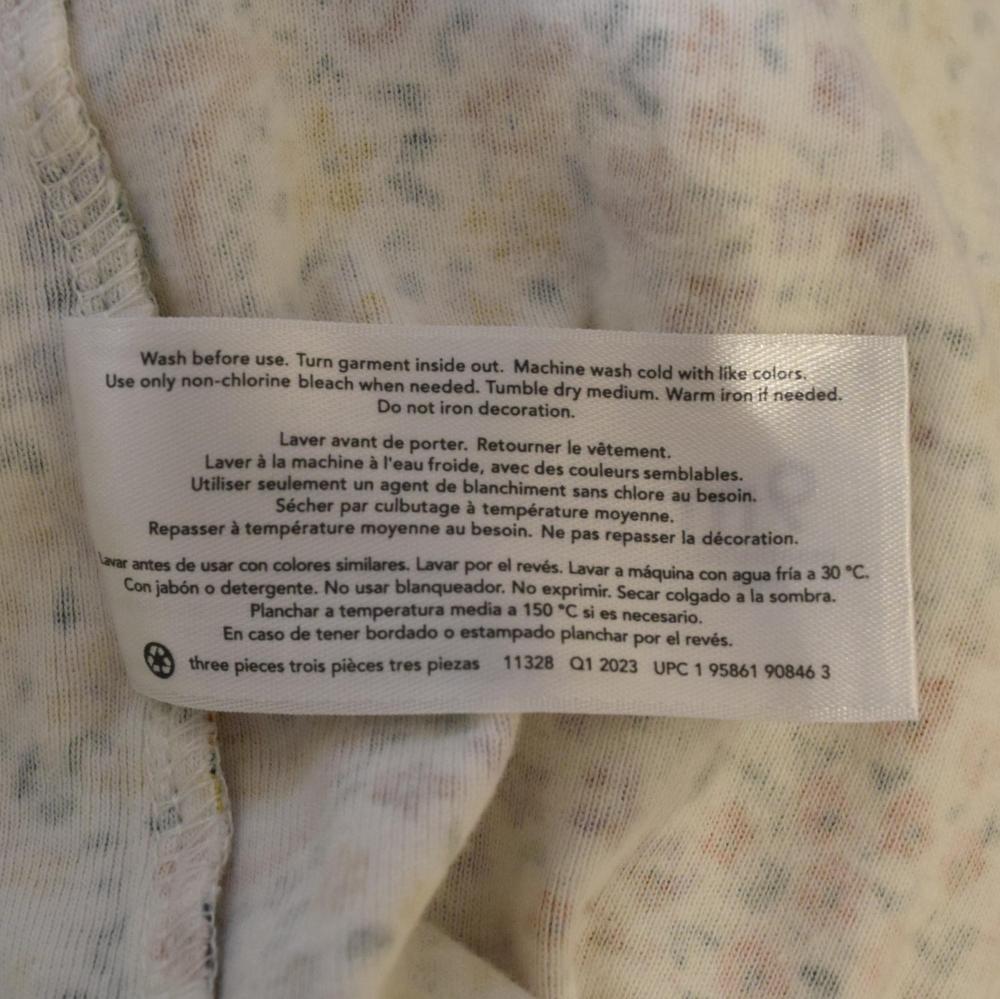 Wash before use. Turn garment inside out. Machine wash cold with like colors.
Use only non-chlorine bleach when needed. Tumble dry medium. Warm iron if needed.
Do not iron decoration.
Laver avant de porter. Retourner le vêtement.
Laver à la machine à l'eau froide, avec des couleurs semblables.
Utiliser seulement un agent de blanchiment sans chlore au besoin.
Sécher par culbutage à température moyenne.
Repasser à température moyenne au besoin. Ne pas repasser la décoration.
Lavar antes de usar con colores similares. Lavar por el revés. Lavar a máquina con agua fría a 30 °C.
Con jabón o detergente. No usar blanqueador. No exprimir. Secar colgado a la sombra.
Planchar a temperatura media a 150 °C si es necesario.
En caso de tener bordado o estampado planchar por el revés.
three pieces trois pièces tres piezas 11328 Q1 2023 UPC 1 95861 90846 3